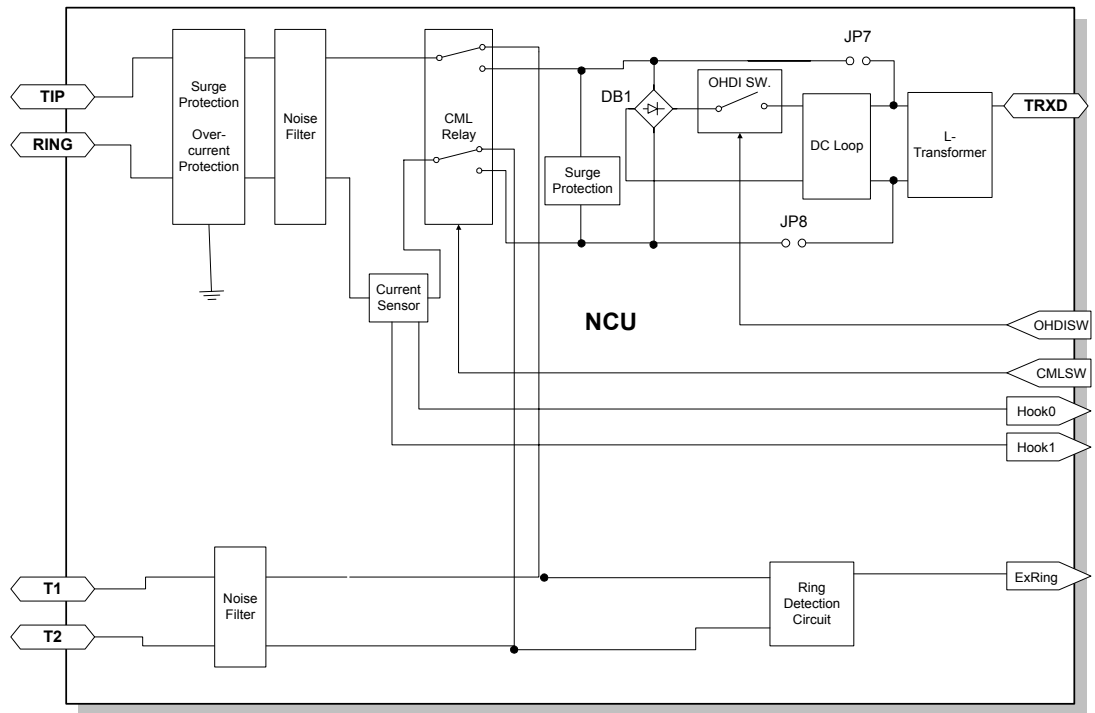 JP7
OHDI SW.
DB1
TIP
RING
TRXD
Surge
Protection
Over-
current
Protection
Noise
Filter
CML
Relay
Surge
Protection
DC Loop
L-
Transformer
JP8
Current
Sensor
NCU
OHDISW
CMLSW
Hook0
Hook1
T1
T2
Noise
Filter
Ring
Detection
Circuit
ExRing